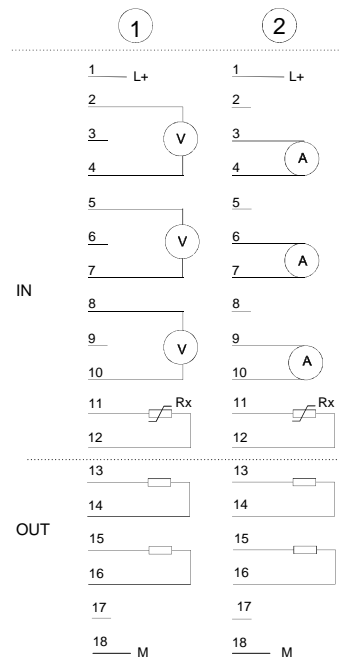 1 2
1 L+ 1 L+
2 2
3 V 3
4 4 A
5 5
6 V 6
7 7 A
IN
8 8
9 V 9
10 10 A
11 Rx 11 Rx
12 12
13 13
14 14
OUT
15 15
16 16
17 17
18 M 18 M